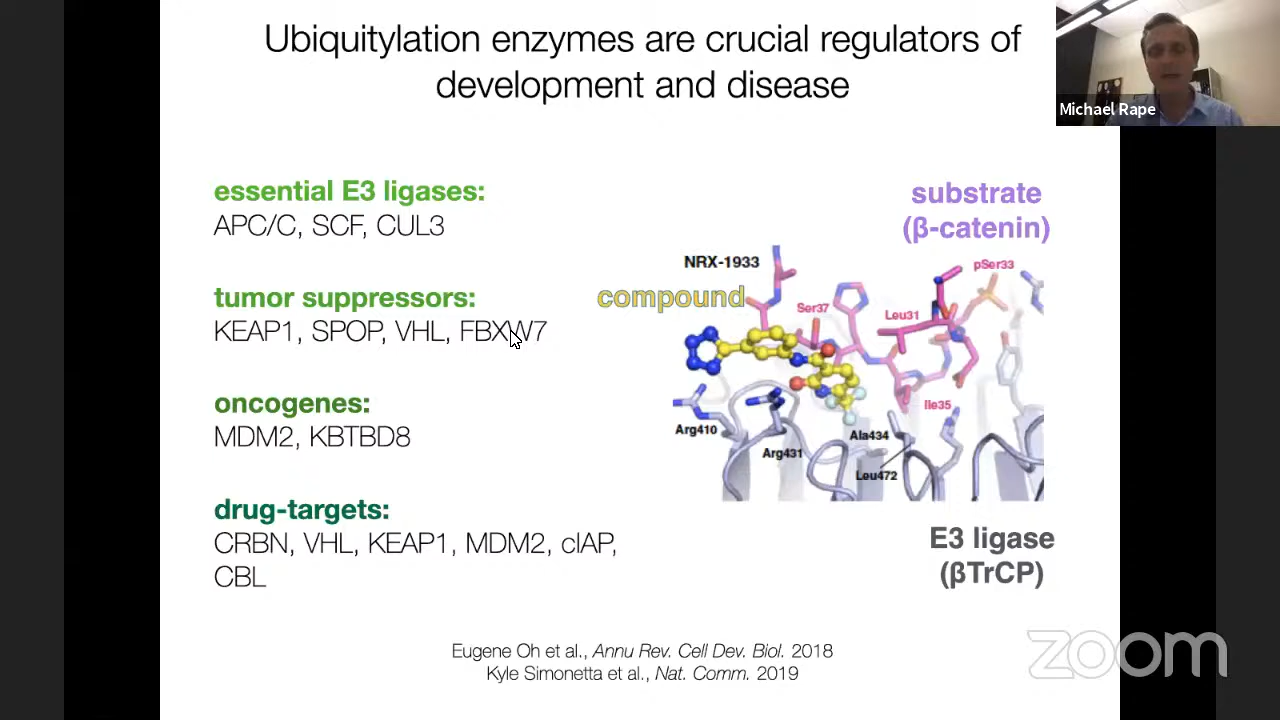 Ubiquitylation enzymes are crucial regulators of
development and disease
Michael Rape
essential E3 ligases:
APC/C, SCF, CUL3
tumor suppressors:
KEAP1, SPOP, VHL, FBXW7
oncogenes:
MDM2, KBTBD8
drug-targets:
CRBN, VHL, KEAP1, MDM2, cIAP,
CBL
substrate
(β-catenin)
NRX-1933
compound
pSer33
Ser37
Leu31
Ile35
Arg410
Arg431
Ala434
Leu472
E3 ligase
(βTrCP)
Eugene Oh et al., Annu Rev. Cell Dev. Biol. 2018
Kyle Simonetta et al., Nat. Comm. 2019
zoom